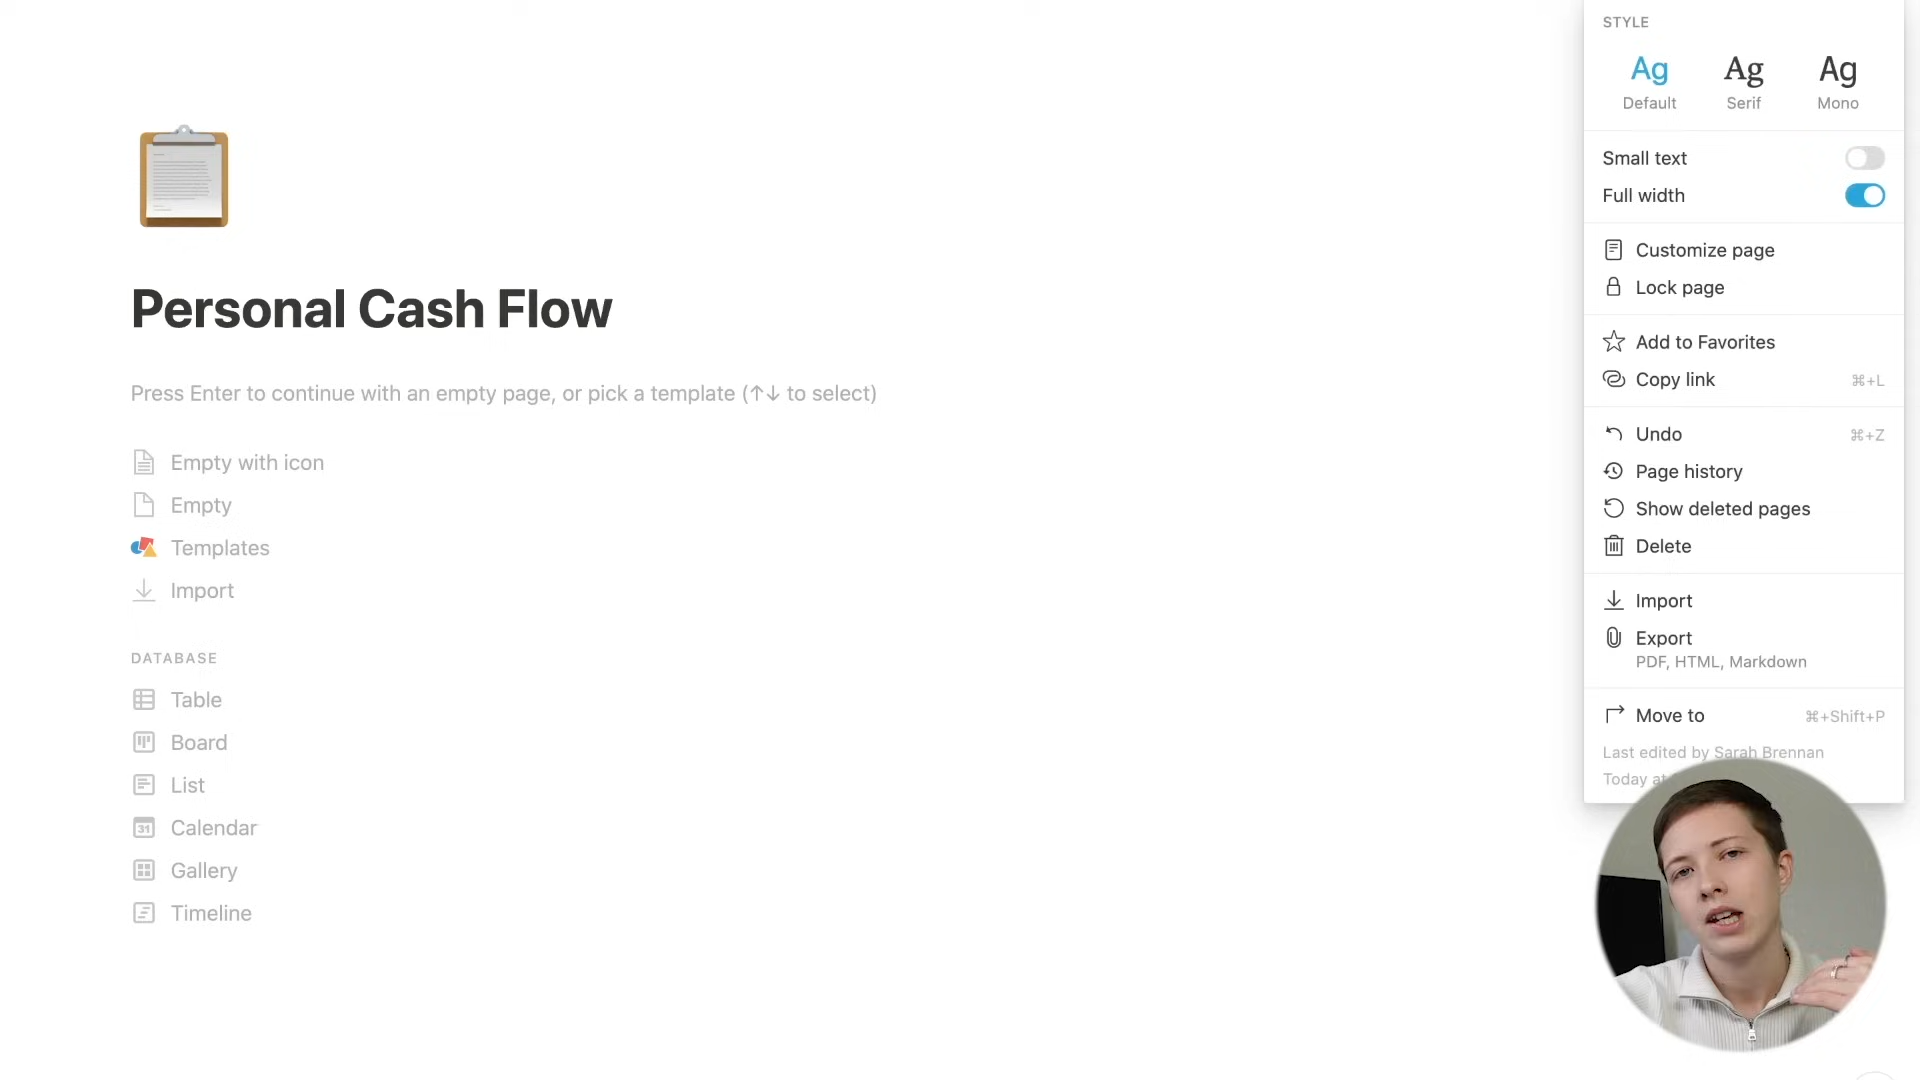 Personal Cash Flow
Press Enter to continue with an empty page, or pick a template (↑↓ to select)
Empty with icon
Empty
Templates
Import
DATABASE
Table
Board
List
31 Calendar
Gallery
Timeline
STYLE
Ag Ag Ag
Default Serif Mono
Small text
Full width
Customize page
Lock page
Add to Favorites
Copy link ⌘+L
Undo ⌘+Z
Page history
Show deleted pages
Delete
Import
Export
PDF, HTML, Markdown
Move to ⌘+Shift+P
Last edited by Sarah Brennan
Today at